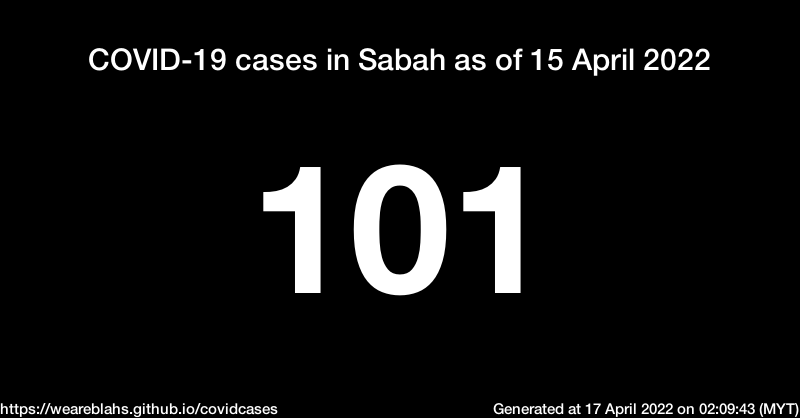 COVID-19 cases in Sabah as of 15 April 2022
101
https://weareblahs.github.io/covidcases
Generated at 17 April 2022 on 02:09:43 (MYT)